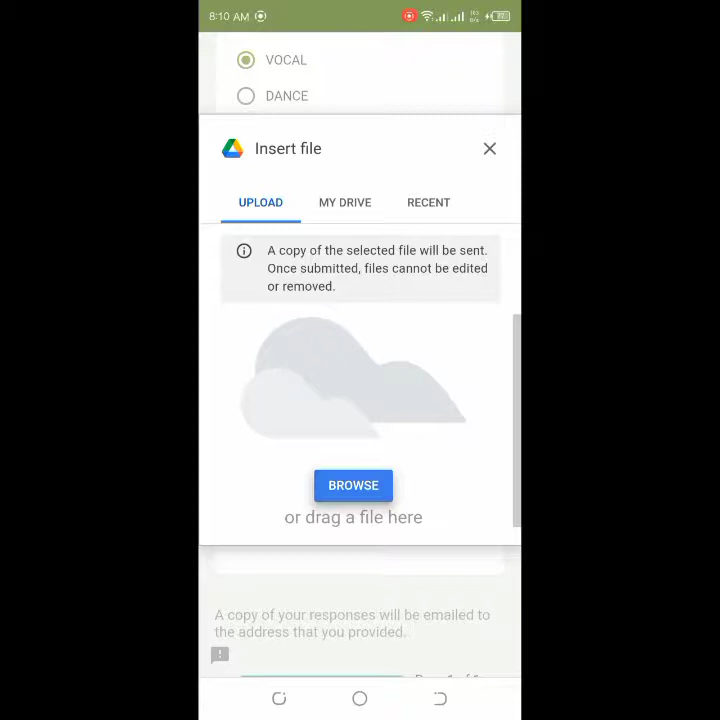 8:10 AM
VOCAL
DANCE
Insert file
UPLOAD
MY DRIVE
RECENT
A copy of the selected file will be sent.
Once submitted, files cannot be edited
or removed.
BROWSE
or drag a file here
A copy of your responses will be emailed to
the address that you provided.